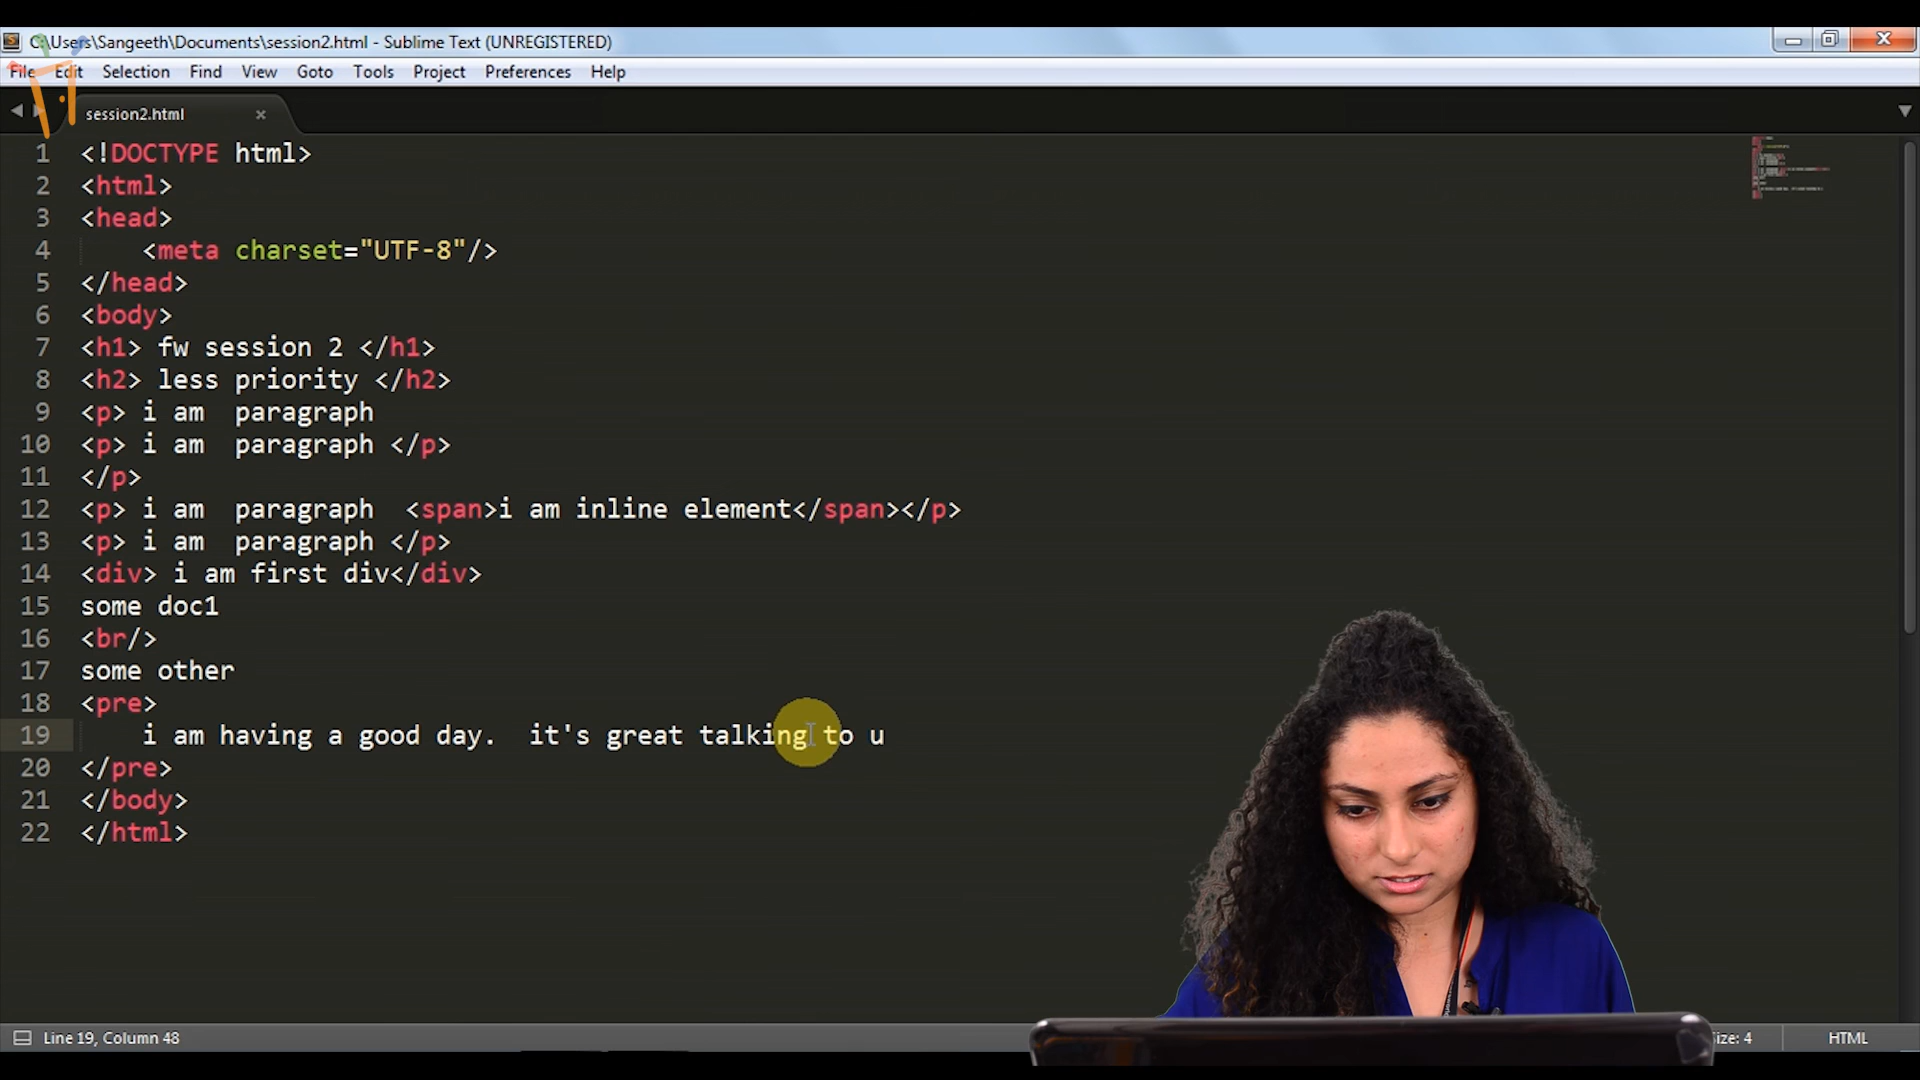 C:\Users\Sangeeth\Documents\session2.html - Sublime Text (UNREGISTERED)
File Edit Selection Find View Goto Tools Project Preferences Help
session2.html
1 <!DOCTYPE html>
2 <html>
3 <head>
4 <meta charset="UTF-8"/>
5 </head>
6 <body>
7 <h1> fw session 2 </h1>
8 <h2> less priority </h2>
9 <p> i am  paragraph
10 <p> i am  paragraph </p>
11 </p>
12 <p> i am  paragraph  <span>i am inline element</span></p>
13 <p> i am  paragraph </p>
14 <div> i am first div</div>
15 some doc1
16 <br/>
17 some other
18 <pre>
19 i am having a good day.  it's great talking to u
20 </pre>
21 </body>
22 </html>
Line 19, Column 48
Size: 4 HTML